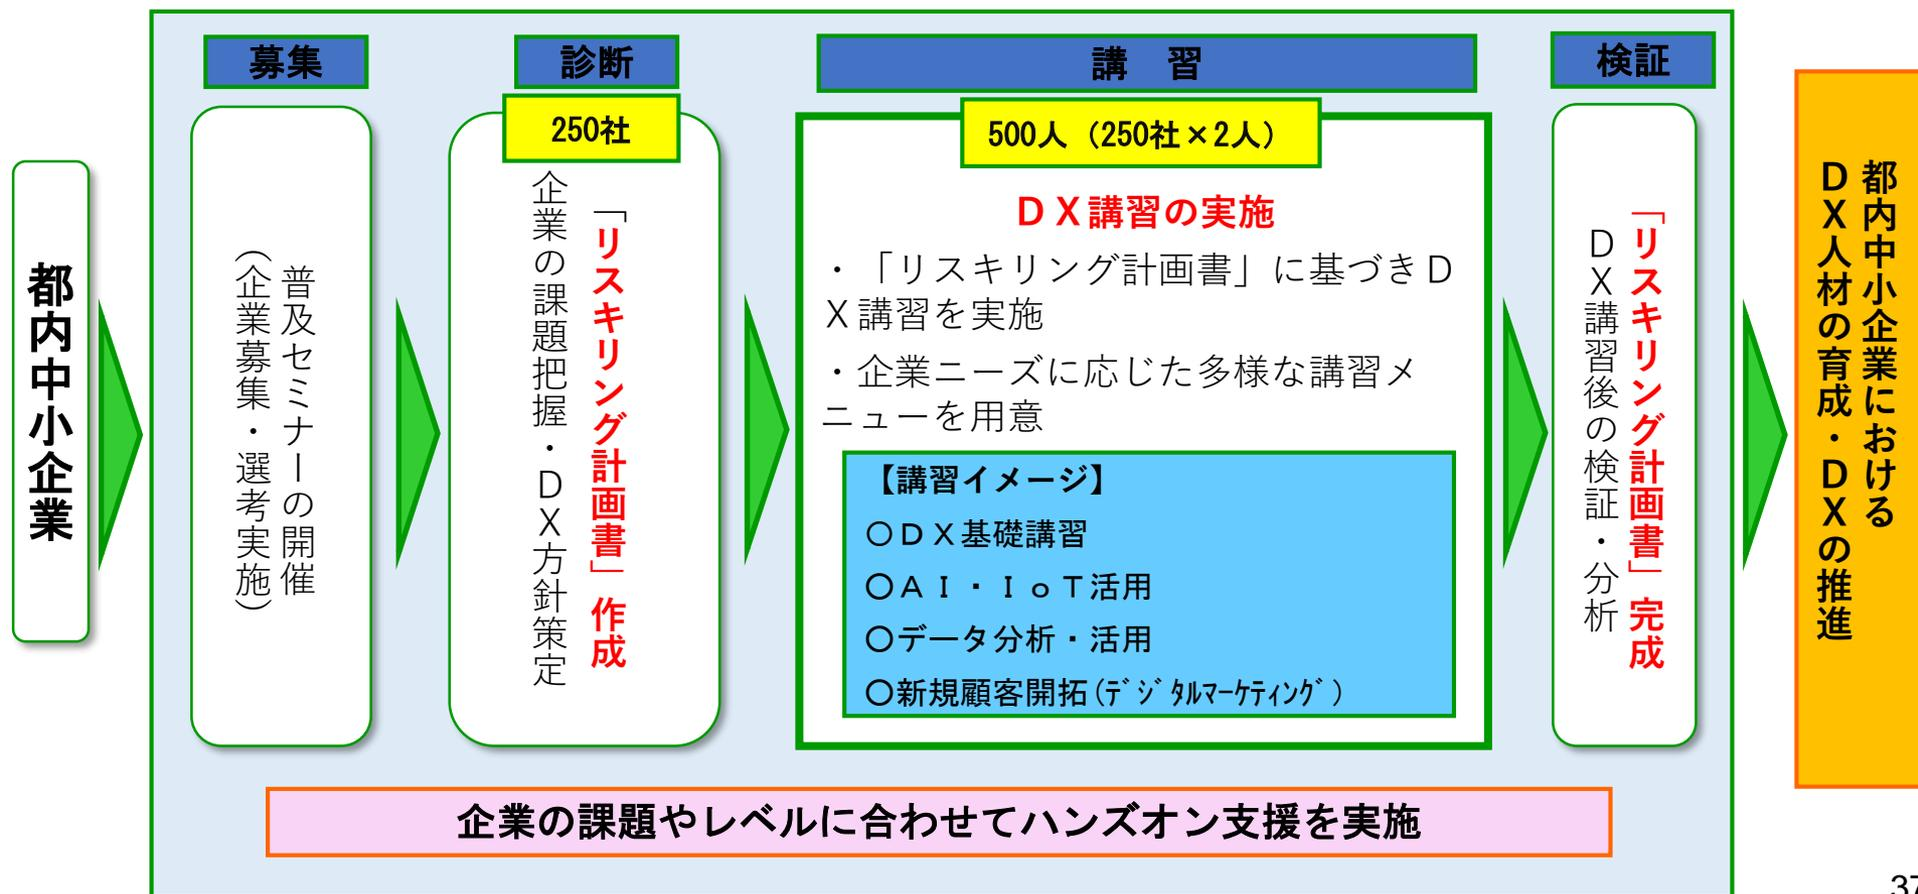 都内中小企業
募集
普及セミナーの開催
（企業募集・選考実施）
診断
250社
「リスキリング計画書」作成
企業の課題把握・ＤＸ方針策定
講　習
500人（250社×2人）
ＤＸ講習の実施
・「リスキリング計画書」に基づきＤ
Ｘ講習を実施
・企業ニーズに応じた多様な講習メ
ニューを用意
【講習イメージ】
○ＤＸ基礎講習
○ＡＩ・ＩｏＴ活用
○データ分析・活用
○新規顧客開拓(ﾃﾞｼﾞﾀﾙﾏｰｹﾃｨﾝｸﾞ)
検証
「リスキリング計画書」完成
ＤＸ講習後の検証・分析
都内中小企業における
ＤＸ人材の育成・ＤＸの推進
企業の課題やレベルに合わせてハンズオン支援を実施
37